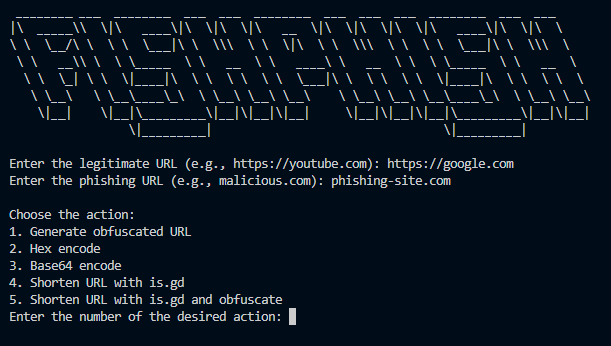 Enter the legitimate URL (e.g., https://youtube.com): https://google.com
Enter the phishing URL (e.g., malicious.com): phishing-site.com
Choose the action:
1. Generate obfuscated URL
2. Hex encode
3. Base64 encode
4. Shorten URL with is.gd
5. Shorten URL with is.gd and obfuscate
Enter the number of the desired action: